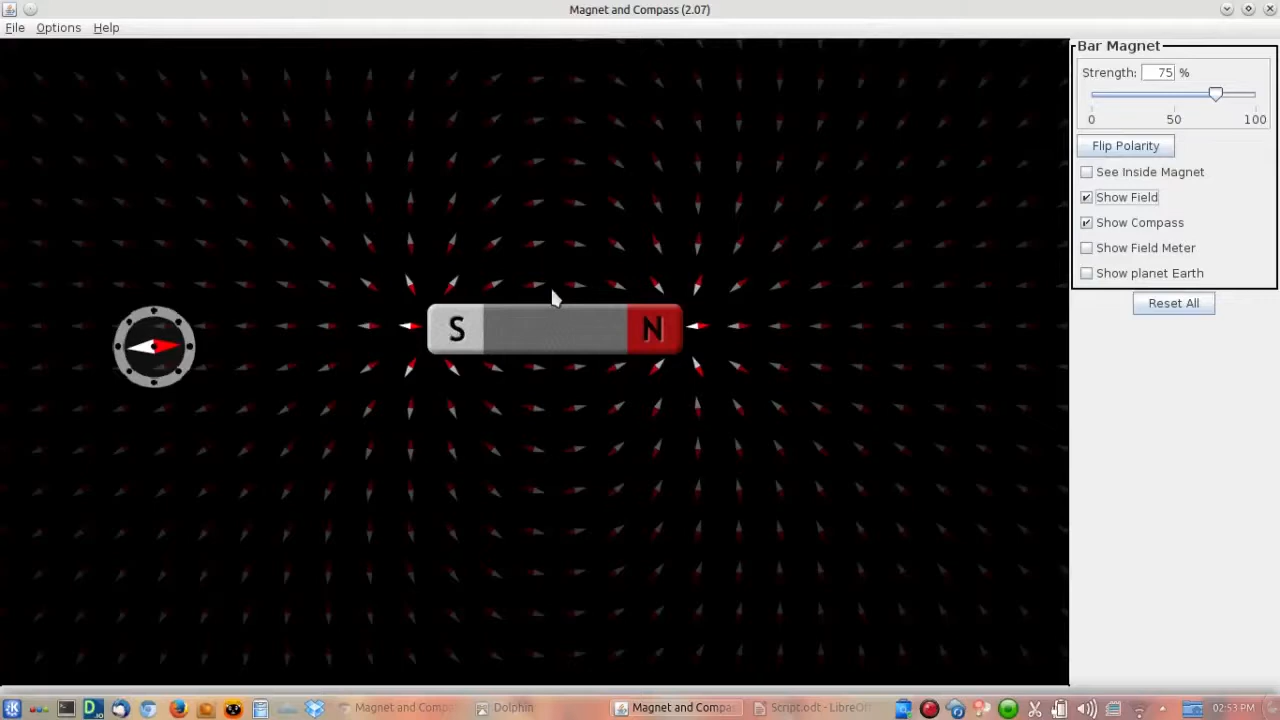 Magnet and Compass (2.07)
File Options Help
Bar Magnet
Strength: 75 %
0 50 100
Flip Polarity
See Inside Magnet
Show Field
Show Compass
Show Field Meter
Show planet Earth
Reset All
S N
Magnet and Compa
Dolphin
Magnet and Compa
Script.odt - LibreOf
02:53 PM